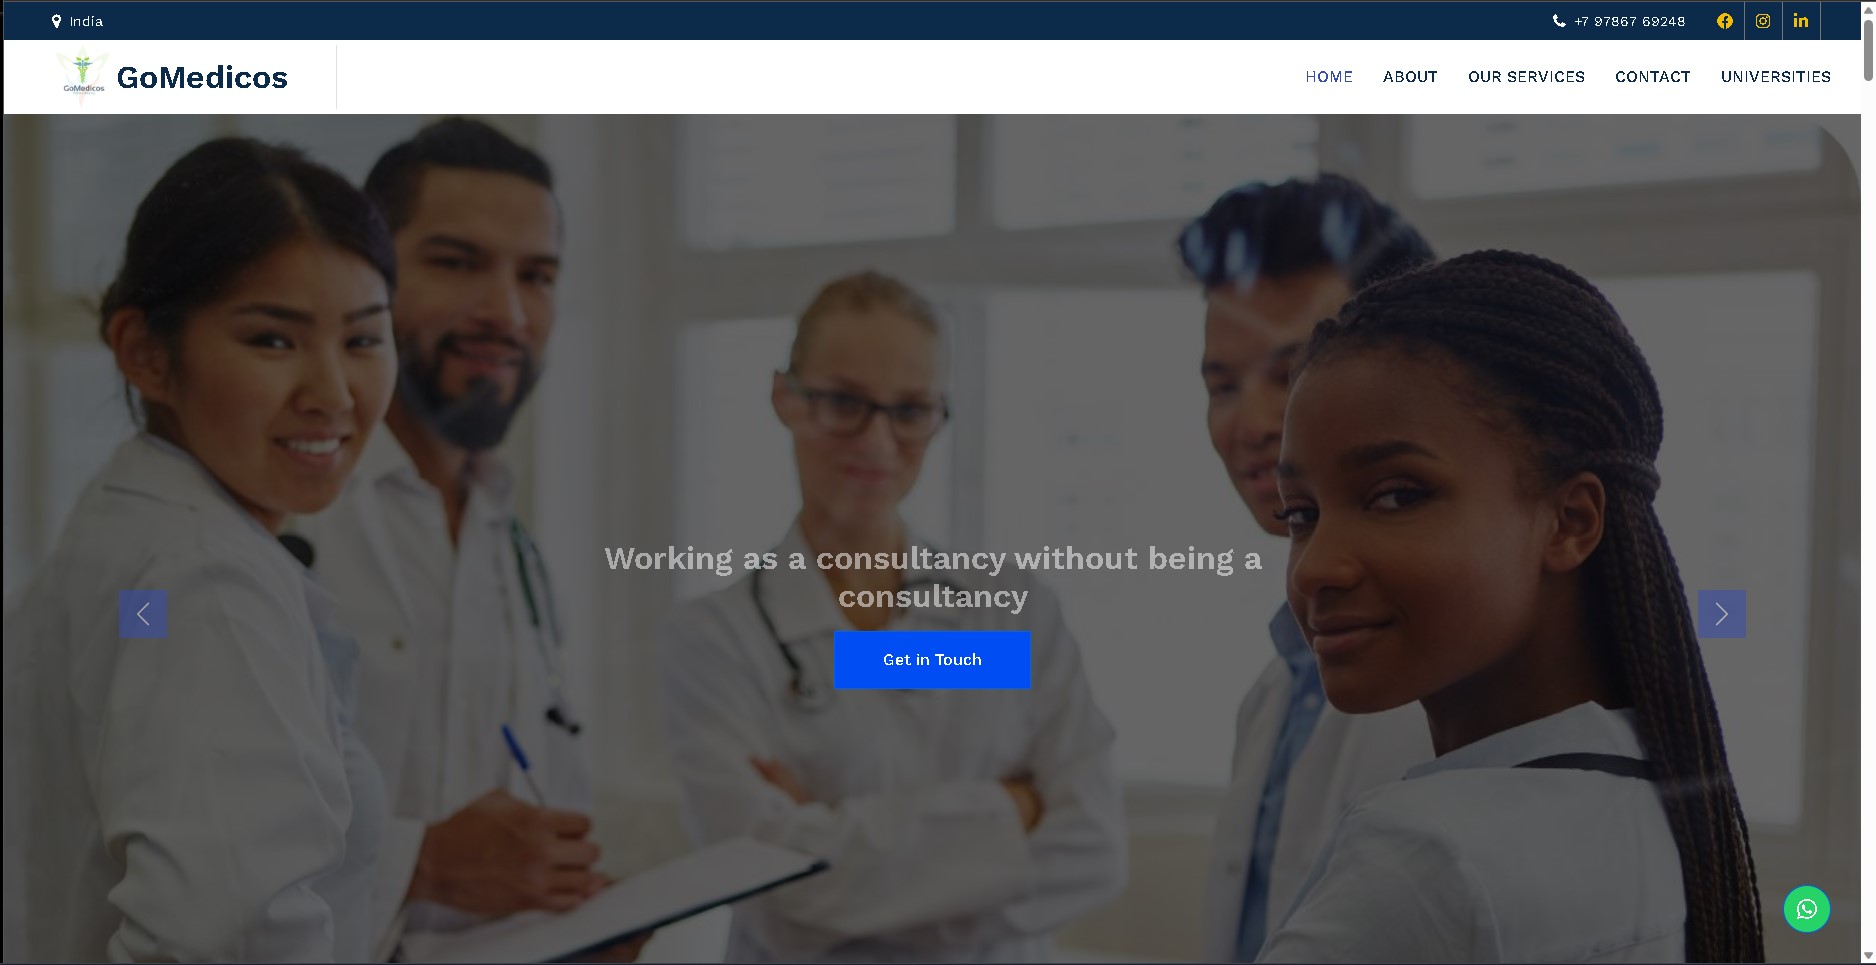 India
+7 97867 69248
GoMedicos
GoMedicos
HOME ABOUT OUR SERVICES CONTACT UNIVERSITIES
Working as a consultancy without being a
consultancy
Get in Touch